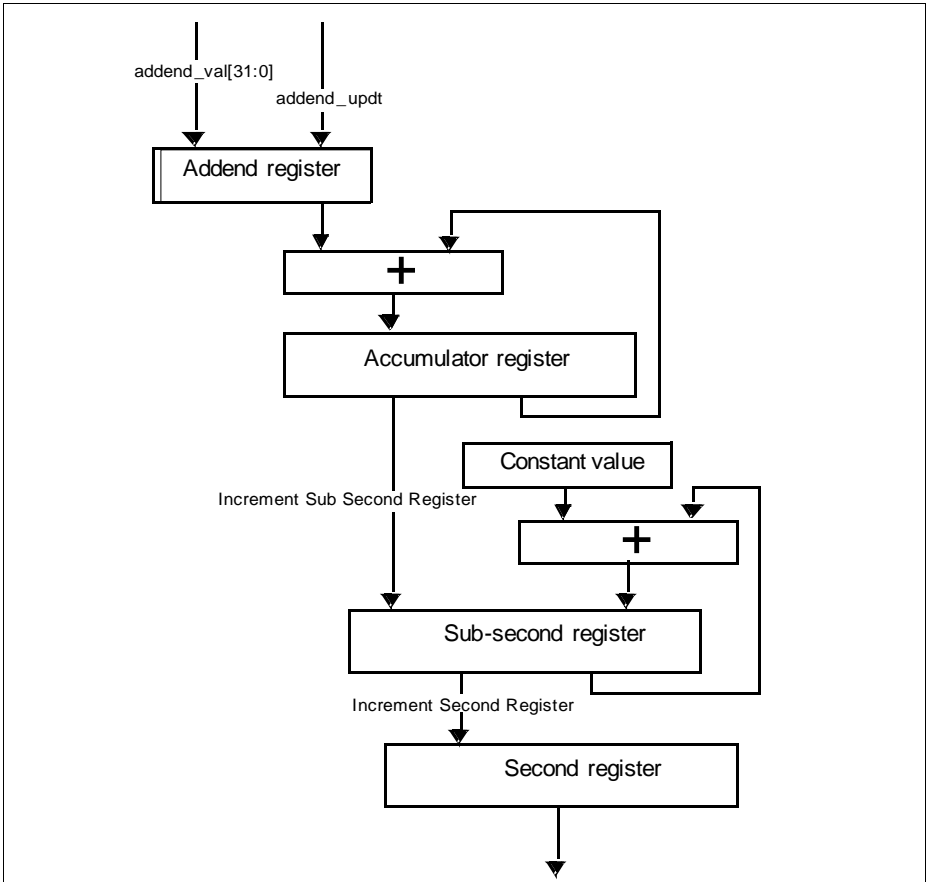 addend_val[31:0]
addend_updt
Addend register
+
Accumulator register
Constant value
Increment Sub Second Register
+
Sub-second register
Increment Second Register
Second register